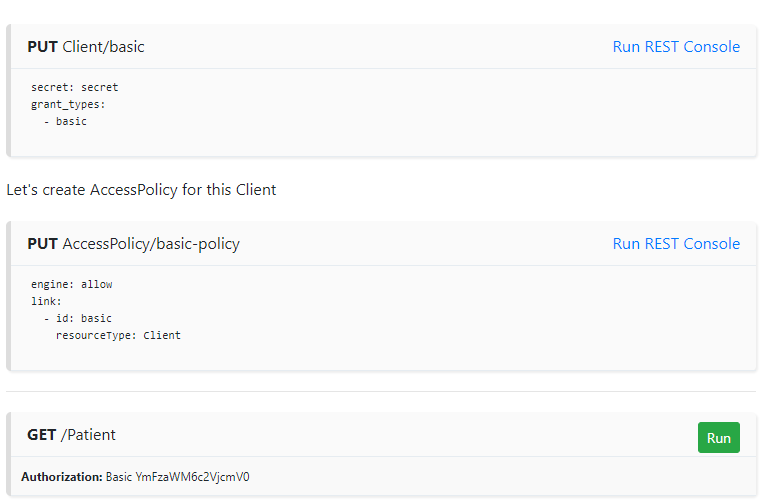 PUT Client/basic Run REST Console
secret: secret
grant_types:
  - basic
Let's create AccessPolicy for this Client
PUT AccessPolicy/basic-policy Run REST Console
engine: allow
link:
  - id: basic
    resourceType: Client
GET /Patient Run
Authorization: Basic YmFzaWM6c2VjcmV0